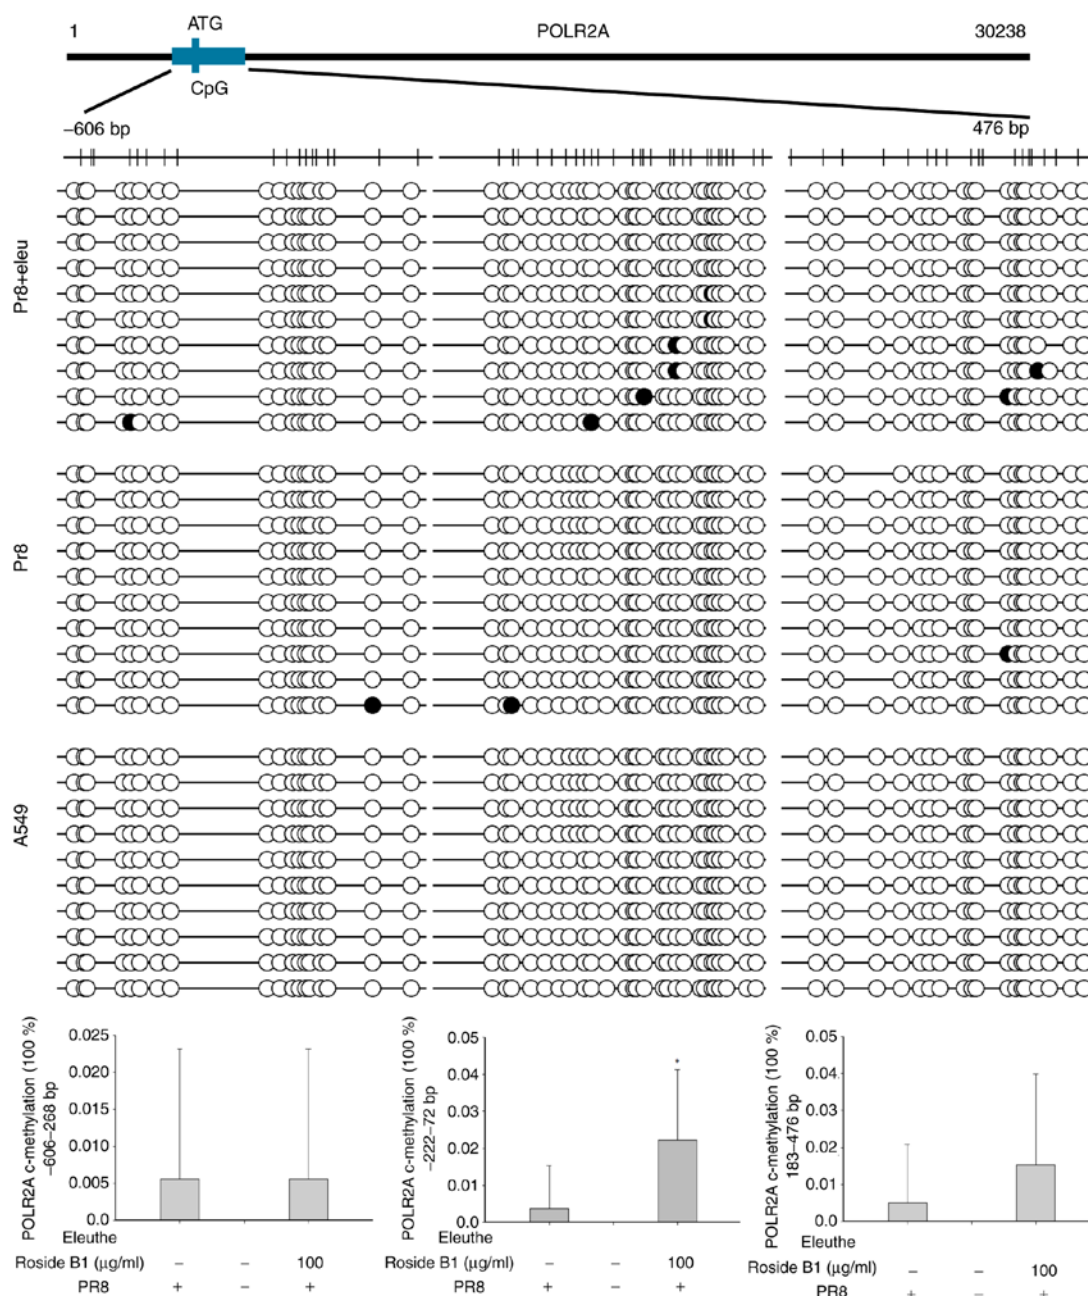 ATG
1 POLR2A 30238
CpG
–606 bp 476 bp
Pr8+eleu
Pr8
A549
POLR2A c-methylation (100 %)
–606–268 bp
0.025
0.020
0.015
0.010
0.005
0.0
POLR2A c-methylation (100 %)
–222–72 bp
0.05
0.04
0.03
0.02
0.01
0.0
*
POLR2A c-methylation (100 %)
183–476 bp
0.05
0.04
0.03
0.02
0.01
0.0
Eleuthe
Roside B1 (µg/ml) – – 100
PR8 + – +
Eleuthe
Roside B1 (µg/ml) – – 100
PR8 + – +
Eleuthe
Roside B1 (µg/ml) – – 100
PR8 + – +